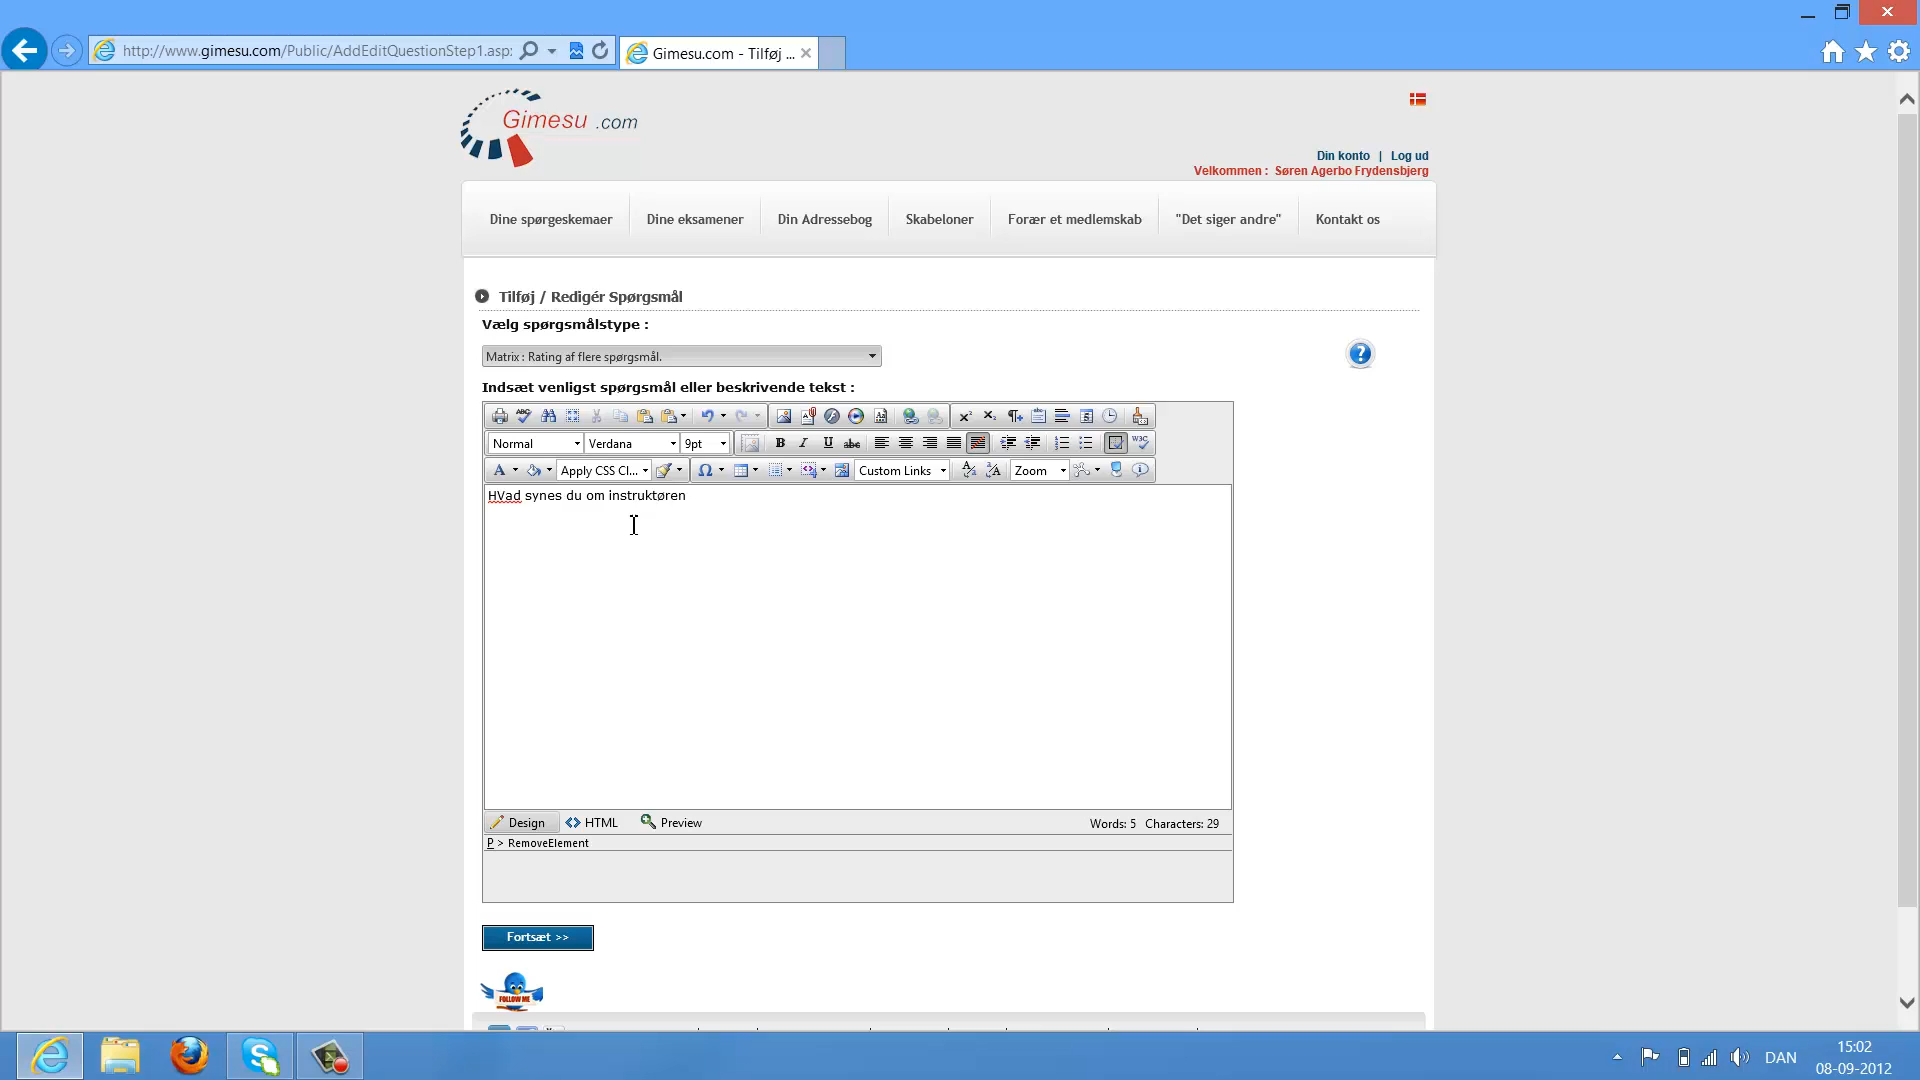 http://www.gimesu.com/Public/AddEditQuestionStep1.asp:
Gimesu.com - Tilføj ...
Gimesu .com
Din konto | Log ud
Velkommen : Søren Agerbo Frydensbjerg
Dine spørgeskemaer
Dine eksamener
Din Adressebog
Skabeloner
Forær et medlemskab
"Det siger andre"
Kontakt os
Tilføj / Redigér Spørgsmål
Vælg spørgsmålstype :
Matrix : Rating af flere spørgsmål.
Indsæt venligst spørgsmål eller beskrivende tekst :
Normal Verdana 9pt B I U abc W3C
A Apply CSS Cl... Ω Custom Links Zoom
HVad synes du om instruktøren
Design HTML Preview Words: 5 Characters: 29
P > RemoveElement
Fortsæt >>
FOLLOW ME
DAN
15:02
08-09-2012